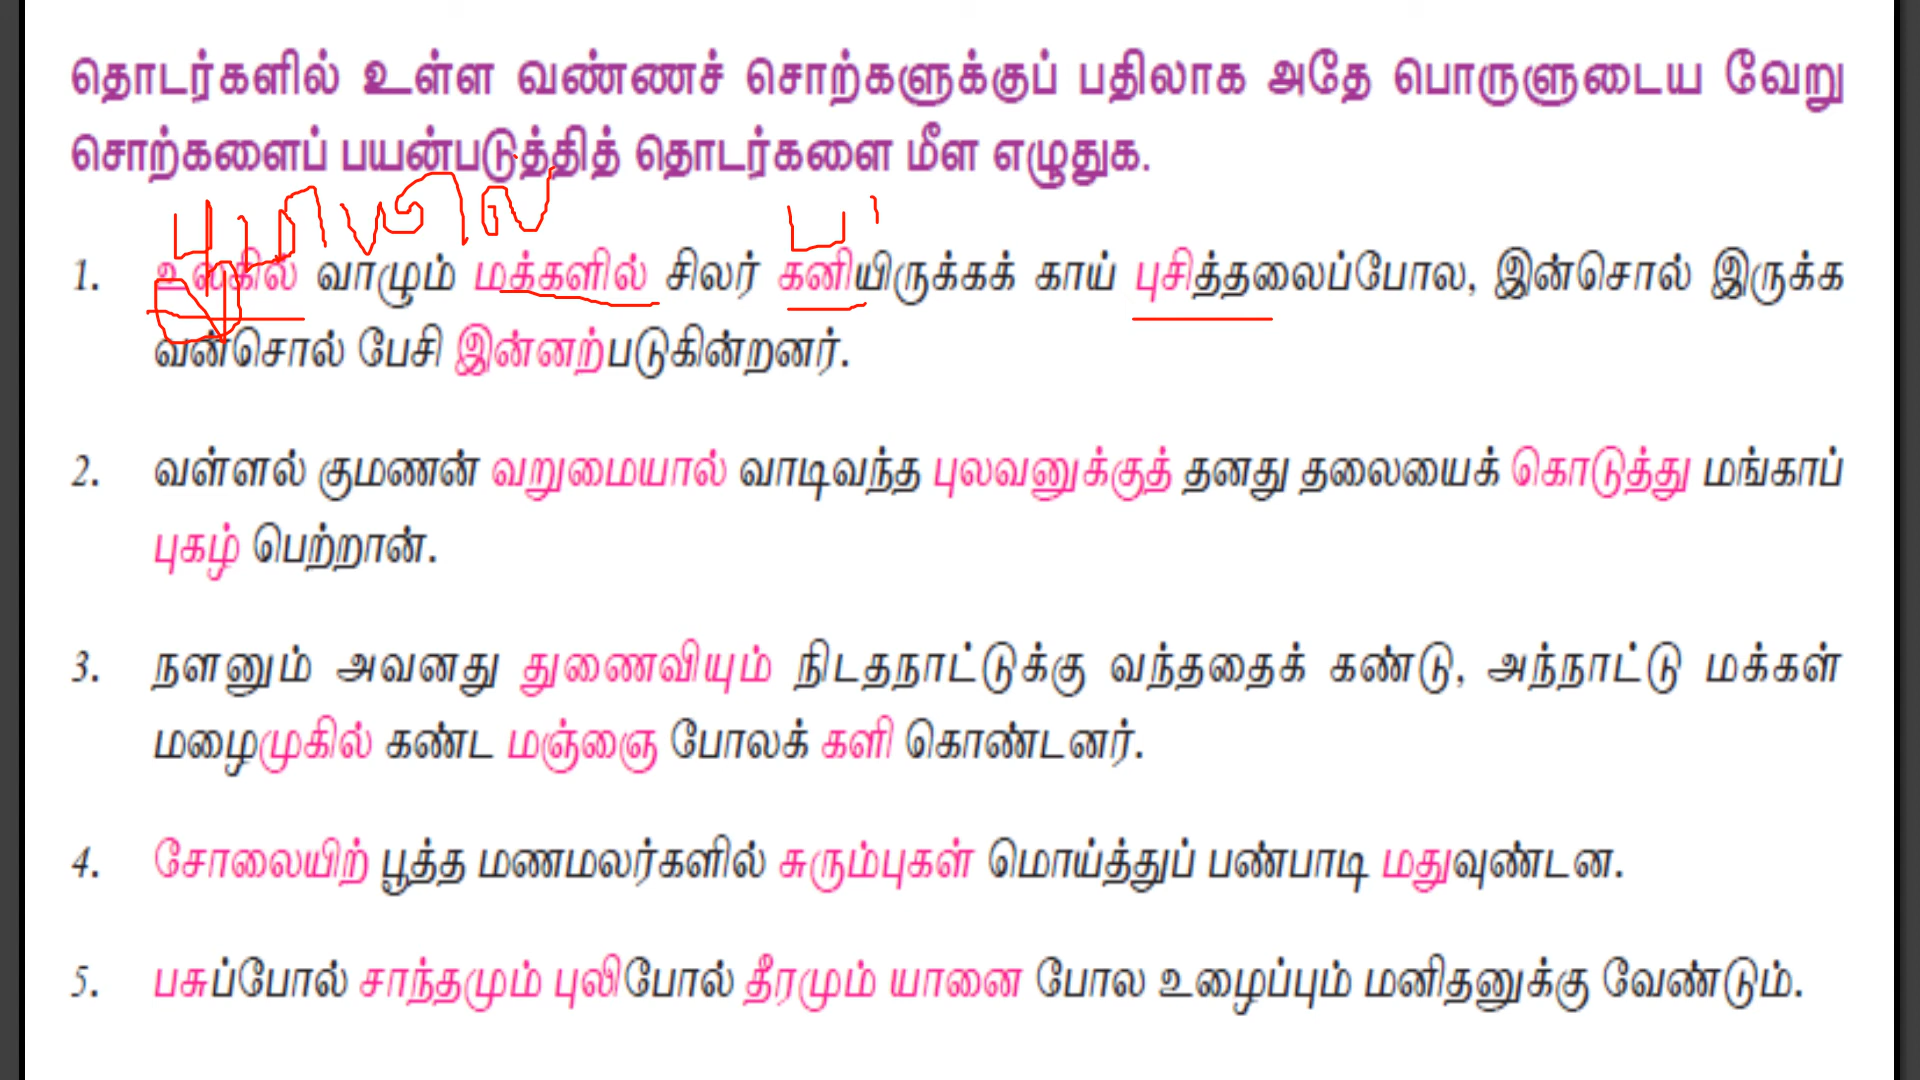 தொடர்களில் உள்ள வண்ணச் சொற்களுக்குப் பதிலாக அதே பொருளுடைய வேறு
சொற்களைப் பயன்படுத்தித் தொடர்களை மீள எழுதுக.
1. உலகில் வாழும் மக்களில் சிலர் கனியிருக்கக் காய் புசித்தலைப்போல, இன்சொல் இருக்க
வன்சொல் பேசி இன்னற்படுகின்றனர்.
2. வள்ளல் குமணன் வறுமையால் வாடிவந்த புலவனுக்குத் தனது தலையைக் கொடுத்து மங்காப்
புகழ் பெற்றான்.
3. நளனும் அவனது துணைவியும் நிடதநாட்டுக்கு வந்ததைக் கண்டு, அந்நாட்டு மக்கள்
மழைமுகில் கண்ட மஞ்ஞை போலக் களி கொண்டனர்.
4. சோலையிற் பூத்த மணமலர்களில் சுரும்புகள் மொய்த்துப் பண்பாடி மதுவுண்டன.
5. பசுப்போல் சாந்தமும் புலிபோல் தீரமும் யானை போல உழைப்பும் மனிதனுக்கு வேண்டும்.